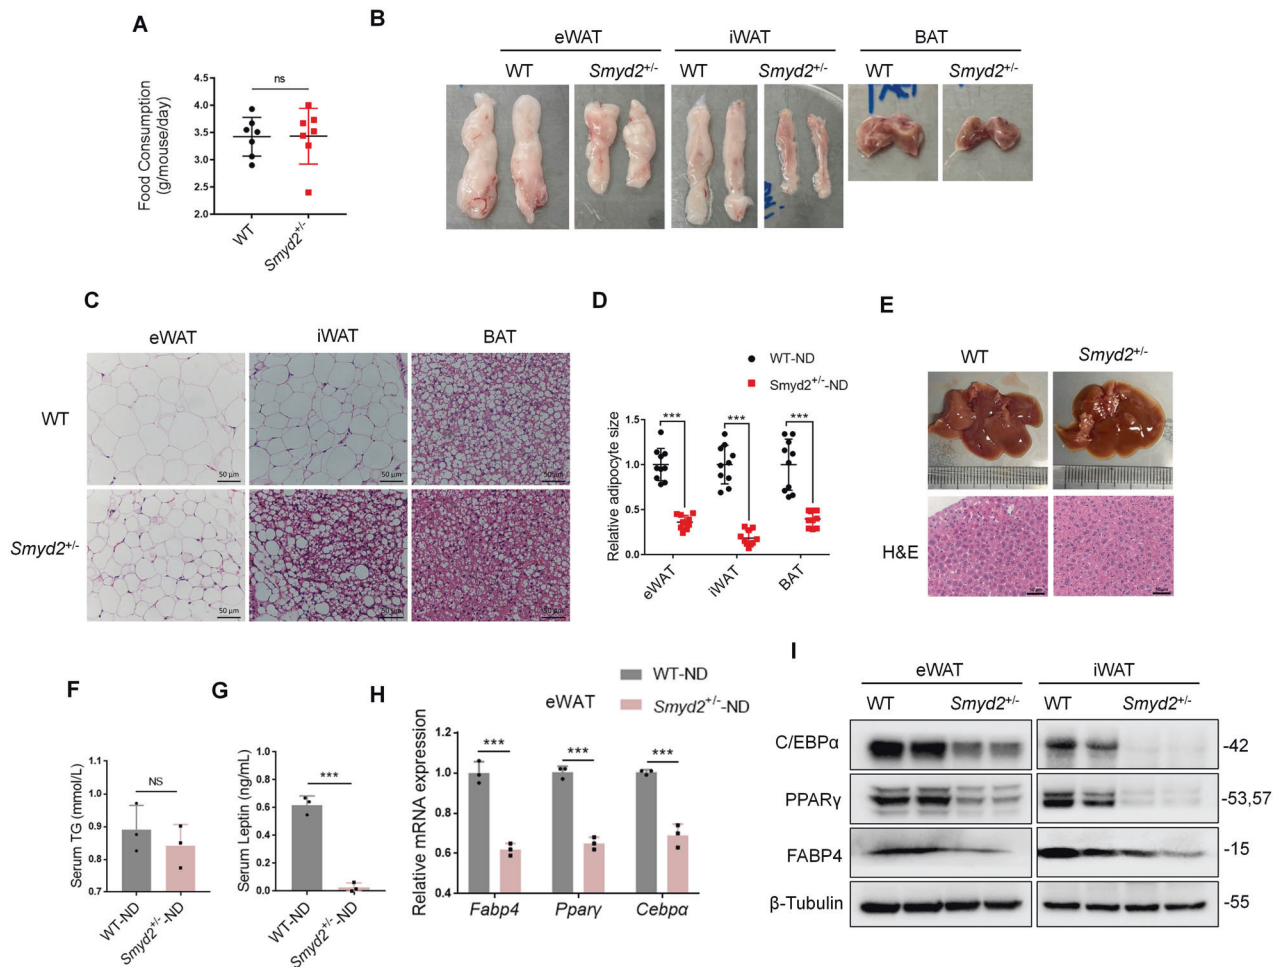 A
ns
4.5
4.0
3.5
3.0
2.5
2.0
Food Consumption
(g/mouse/day)
WT
Smyd2+/-
B
eWAT
iWAT
BAT
WT
Smyd2+/-
WT
Smyd2+/-
WT
Smyd2+/-
C
eWAT
iWAT
BAT
WT
Smyd2+/-
50 μm
50 μm
50 μm
50 μm
50 μm
50 μm
D
WT-ND
Smyd2+/--ND
Relative adipocyte size
1.5
1.0
0.5
0.0
***
***
***
eWAT
iWAT
BAT
E
WT
Smyd2+/-
H&E
F
Serum TG (mmol/L)
1.1
1.0
0.9
0.8
0.7
NS
WT-ND
Smyd2+/--ND
G
Serum Leptin (ng/mL)
1.0
0.8
0.6
0.4
0.2
0.0
***
WT-ND
Smyd2+/--ND
H
WT-ND
Smyd2+/--ND
eWAT
Relative mRNA expression
1.2
1.0
0.8
0.6
0.4
***
***
***
Fabp4
Pparγ
Cebpα
I
eWAT
iWAT
WT
Smyd2+/-
WT
Smyd2+/-
C/EBPα
-42
PPARγ
-53,57
FABP4
-15
β-Tubulin
-55